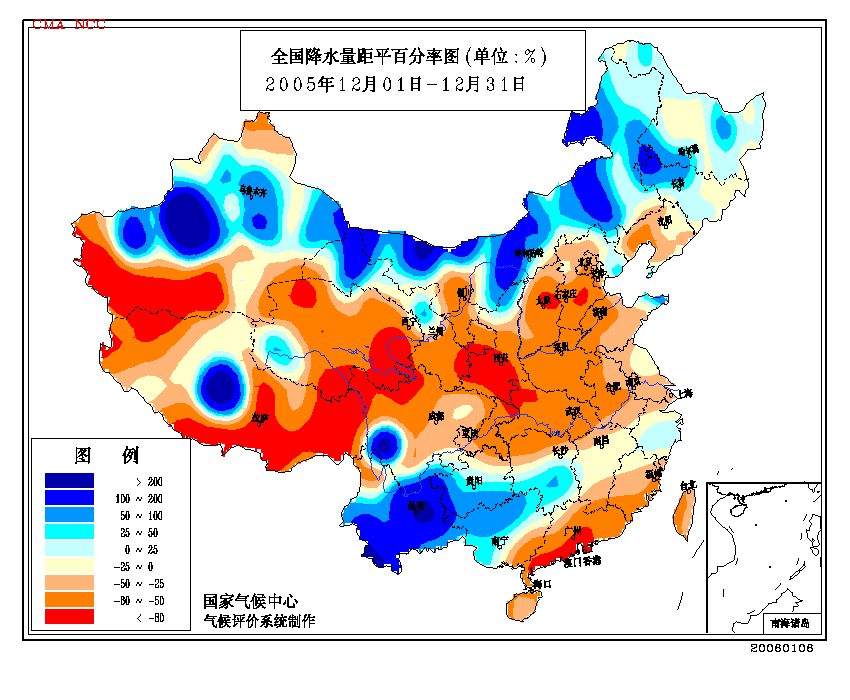 CMA NCC
全国降水量距平百分率图(单位:%)
2005年12月01日-12月31日
哈尔滨
长春
沈阳
乌鲁木齐
呼和浩特
北京
天津
银川
太原
石家庄
济南
西宁
兰州
西安
郑州
合肥
南京
上海
拉萨
成都
重庆
武汉
长沙
南昌
贵阳
昆明
福州
台北
南宁
广州
澳门 香港
海口
图 例
> 200
100 ~ 200
50 ~ 100
25 ~ 50
0 ~ 25
-25 ~ 0
-50 ~ -25
-80 ~ -50
< -80
国家气候中心
气候评价系统制作
南海诸岛
20060106